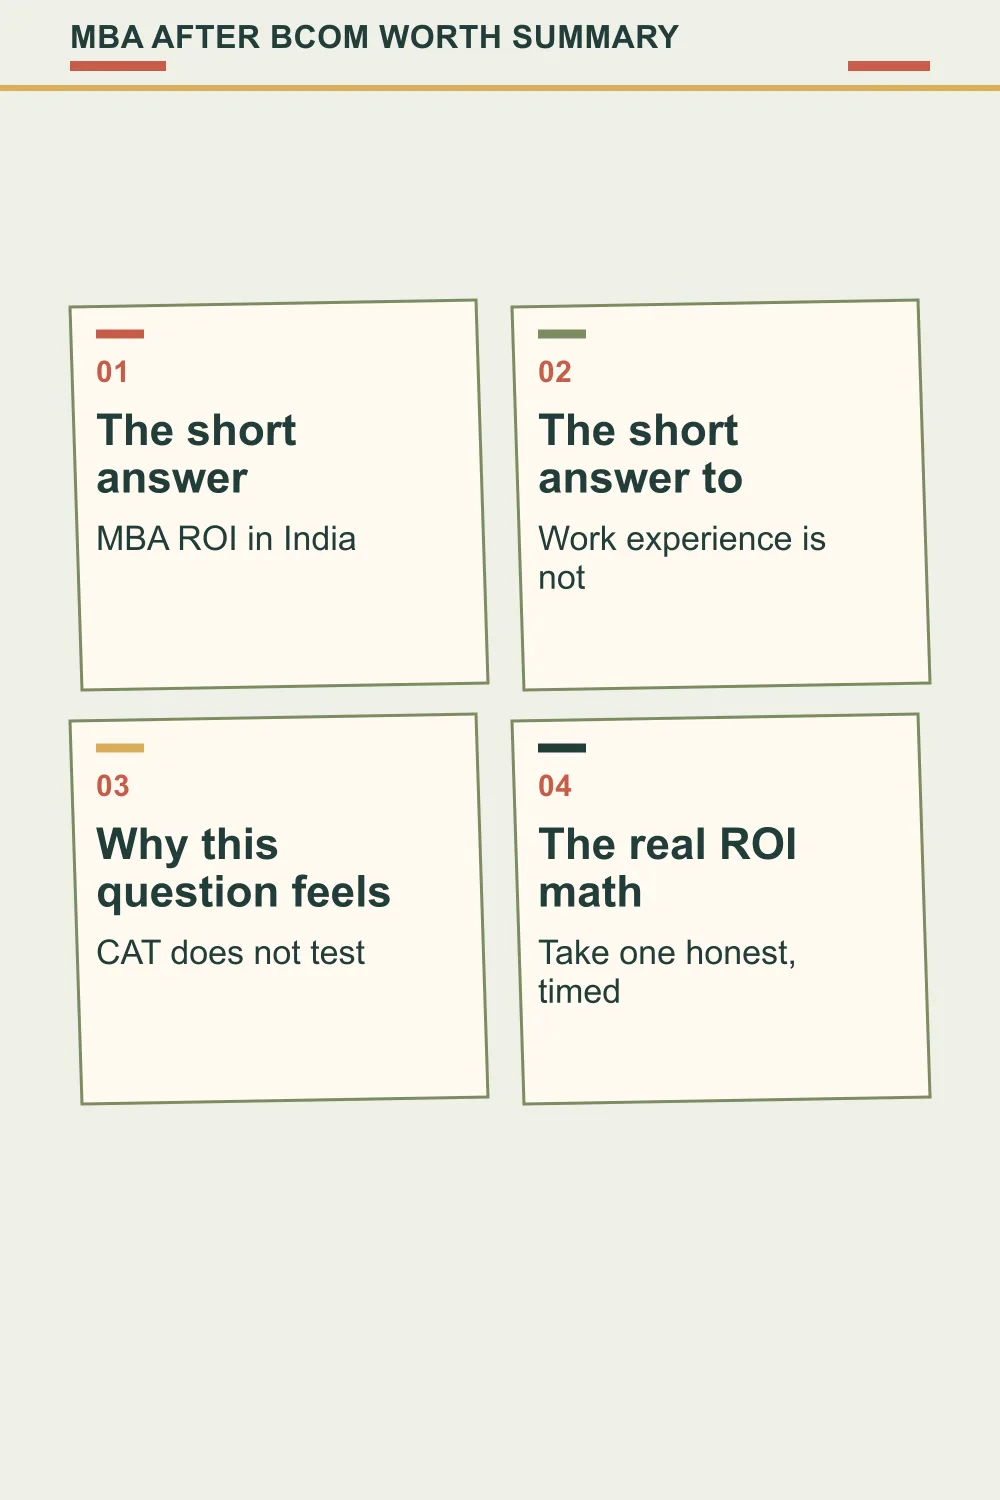 MBA AFTER BCOM WORTH SUMMARY
01
The short
answer
MBA ROI in India
02
The short
answer to
Work experience is
not
03
Why this
question feels
CAT does not test
04
The real ROI
math
Take one honest,
timed